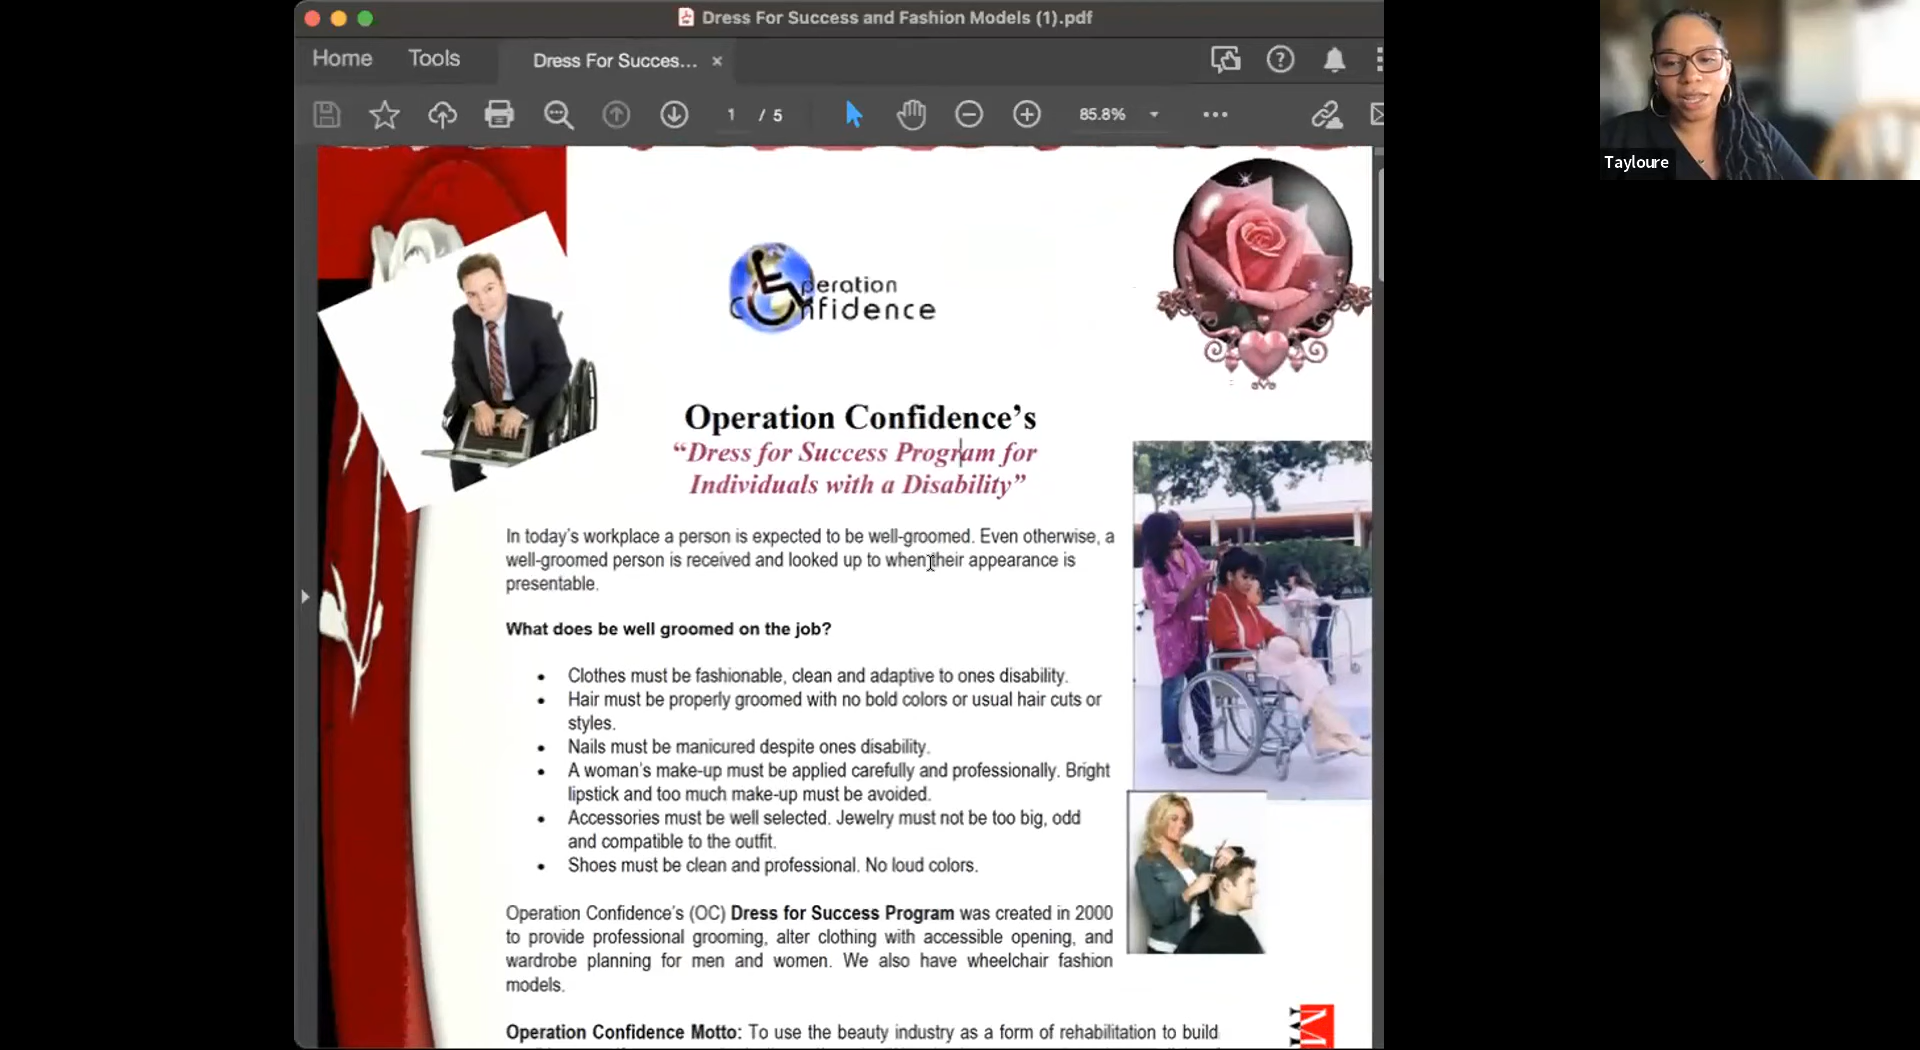 Dress For Success and Fashion Models (1).pdf
Home Tools Dress For Succes... ×
1 / 5 85.8%
Tayloure
peration
Confidence
Operation Confidence’s
“Dress for Success Program for
Individuals with a Disability”
In today’s workplace a person is expected to be well-groomed. Even otherwise, a
well-groomed person is received and looked up to when their appearance is
presentable.
What does be well groomed on the job?
• Clothes must be fashionable, clean and adaptive to ones disability.
• Hair must be properly groomed with no bold colors or usual hair cuts or
styles.
• Nails must be manicured despite ones disability.
• A woman’s make-up must be applied carefully and professionally. Bright
lipstick and too much make-up must be avoided.
• Accessories must be well selected. Jewelry must not be too big, odd
and compatible to the outfit.
• Shoes must be clean and professional. No loud colors.
Operation Confidence’s (OC) Dress for Success Program was created in 2000
to provide professional grooming, alter clothing with accessible opening, and
wardrobe planning for men and women. We also have wheelchair fashion
models.
Operation Confidence Motto: To use the beauty industry as a form of rehabilitation to build